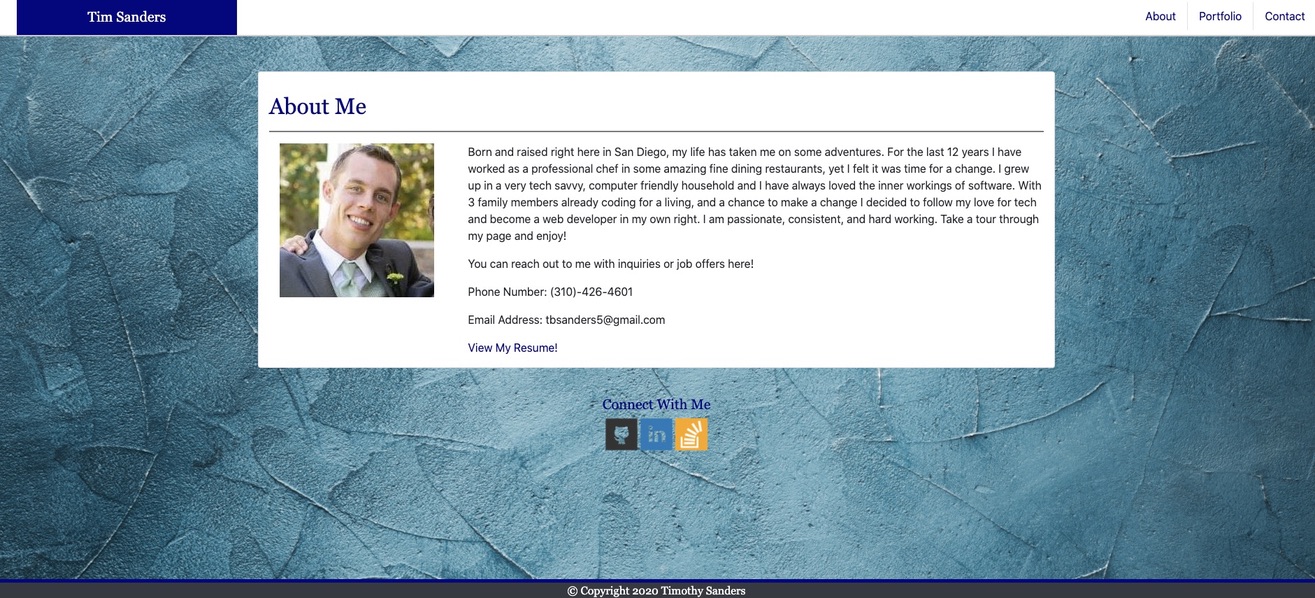 Tim Sanders
About
Portfolio
Contact
About Me
Born and raised right here in San Diego, my life has taken me on some adventures. For the last 12 years I have
worked as a professional chef in some amazing fine dining restaurants, yet I felt it was time for a change. I grew
up in a very tech savvy, computer friendly household and I have always loved the inner workings of software. With
3 family members already coding for a living, and a chance to make a change I decided to follow my love for tech
and become a web developer in my own right. I am passionate, consistent, and hard working. Take a tour through
my page and enjoy!
You can reach out to me with inquiries or job offers here!
Phone Number: (310)-426-4601
Email Address: tbsanders5@gmail.com
View My Resume!
Connect With Me
in
© Copyright 2020 Timothy Sanders